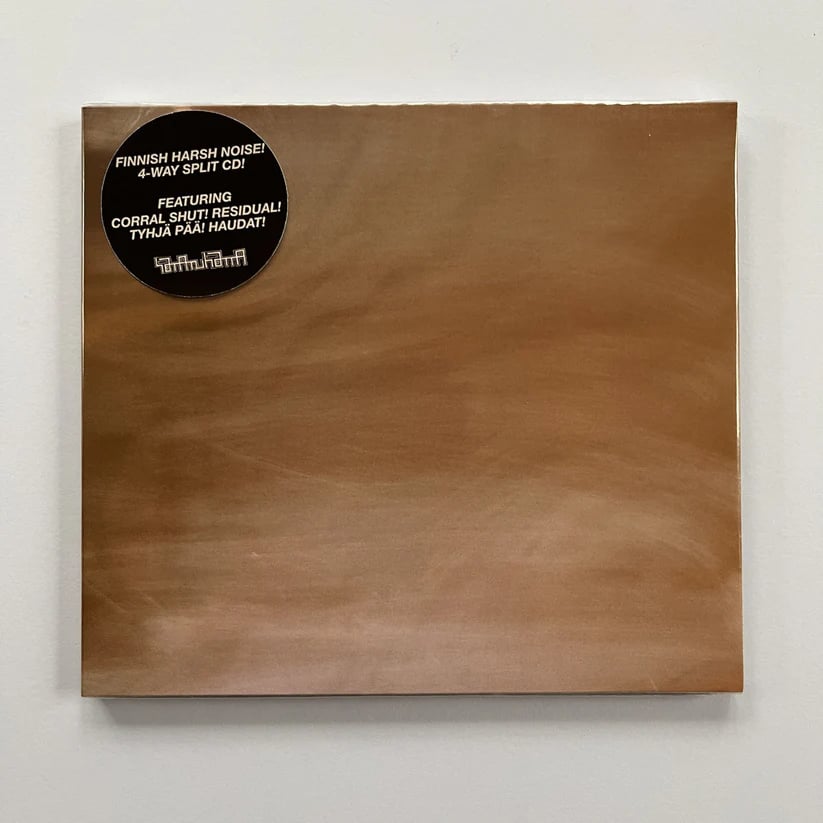 FINNISH HARSH NOISE!
4-WAY SPLIT CD!
FEATURING
CORRAL SHUT! RESIDUAL!
TYHJÄ PÄÄ! HAUDAT!